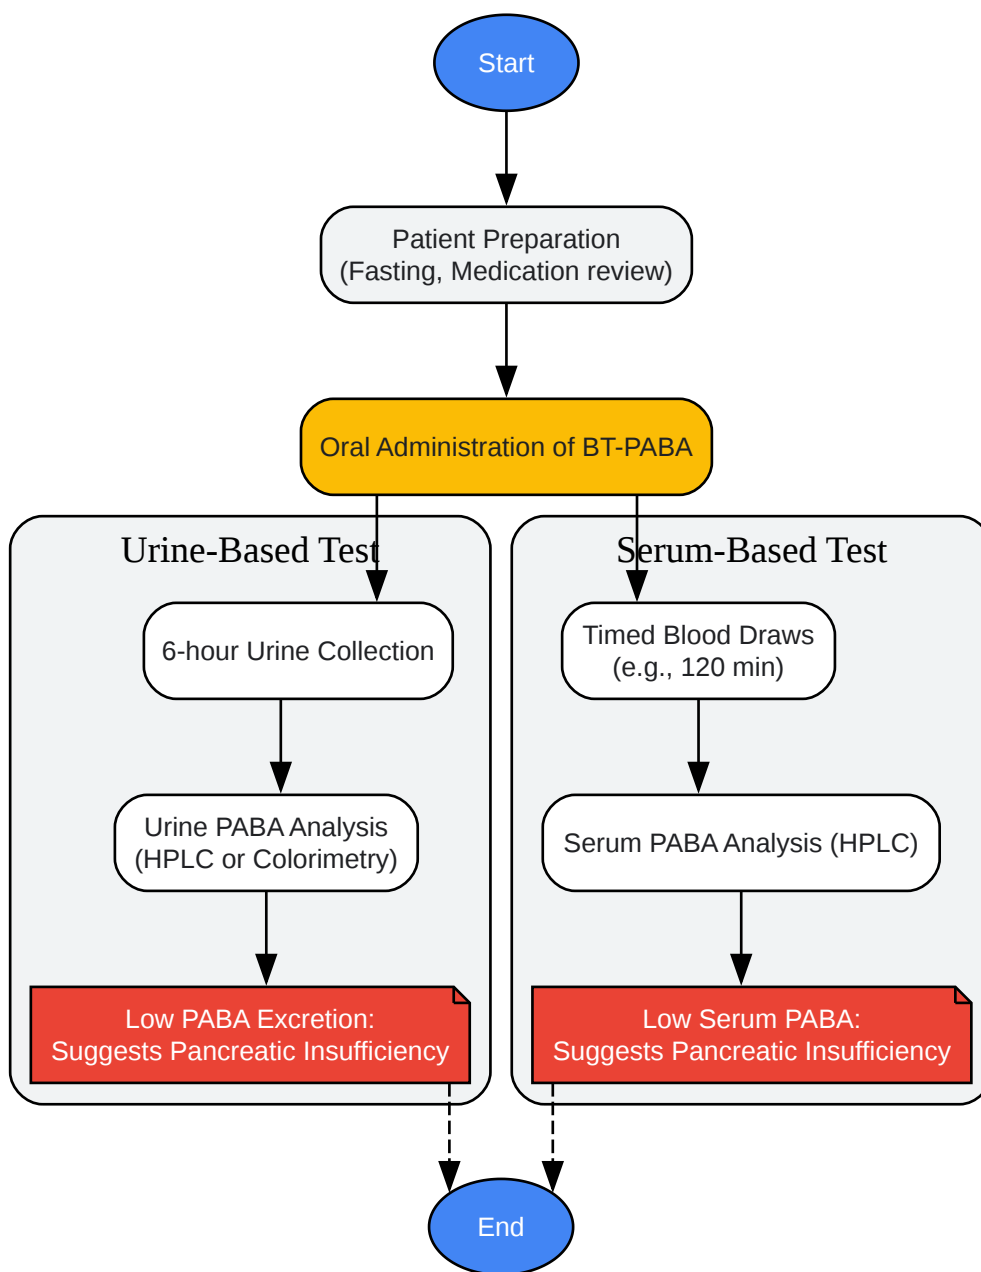 Start
Patient Preparation
(Fasting, Medication review)
Oral Administration of BT-PABA
Urine-Based Test
6-hour Urine Collection
Urine PABA Analysis
(HPLC or Colorimetry)
Low PABA Excretion:
Suggests Pancreatic Insufficiency
Serum-Based Test
Timed Blood Draws
(e.g., 120 min)
Serum PABA Analysis (HPLC)
Low Serum PABA:
Suggests Pancreatic Insufficiency
End